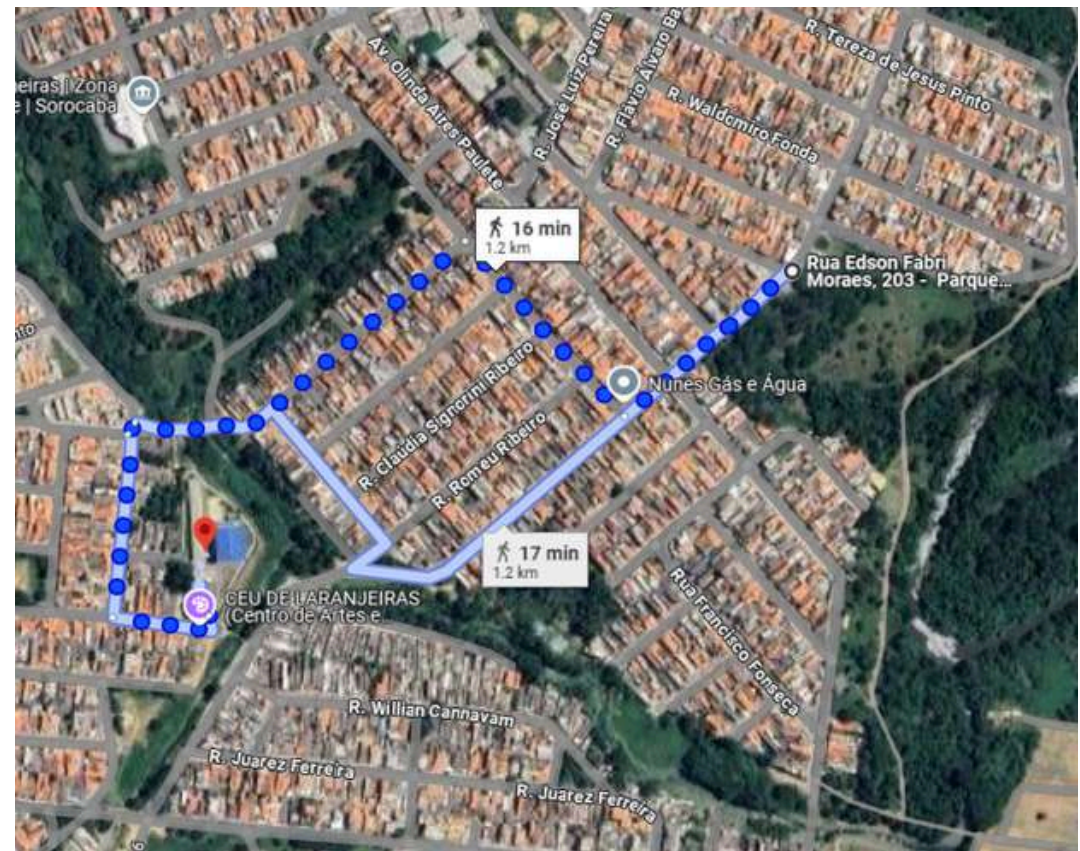 R. Tereza de Jesus Pinto
Av. Olinda Aires Paulete
R. José Luiz Pereira
R. Flávio Álvaro Ba
neiras | Zona
e | Sorocaba
R. Waldomiro Fonda
16 min
1.2 km
Rua Edson Fabri
Moraes, 203 - Parque...
nto
Nunes Gás e Água
R. Claudia Signorini Ribeiro
R. Romeu Ribeiro
17 min
1.2 km
CEU DE LARANJEIRAS
(Centro de Artes e...
Rua Francisco Fonseca
R. Willian Cannavam
R. Juarez Ferreira
R. Juarez Ferreira